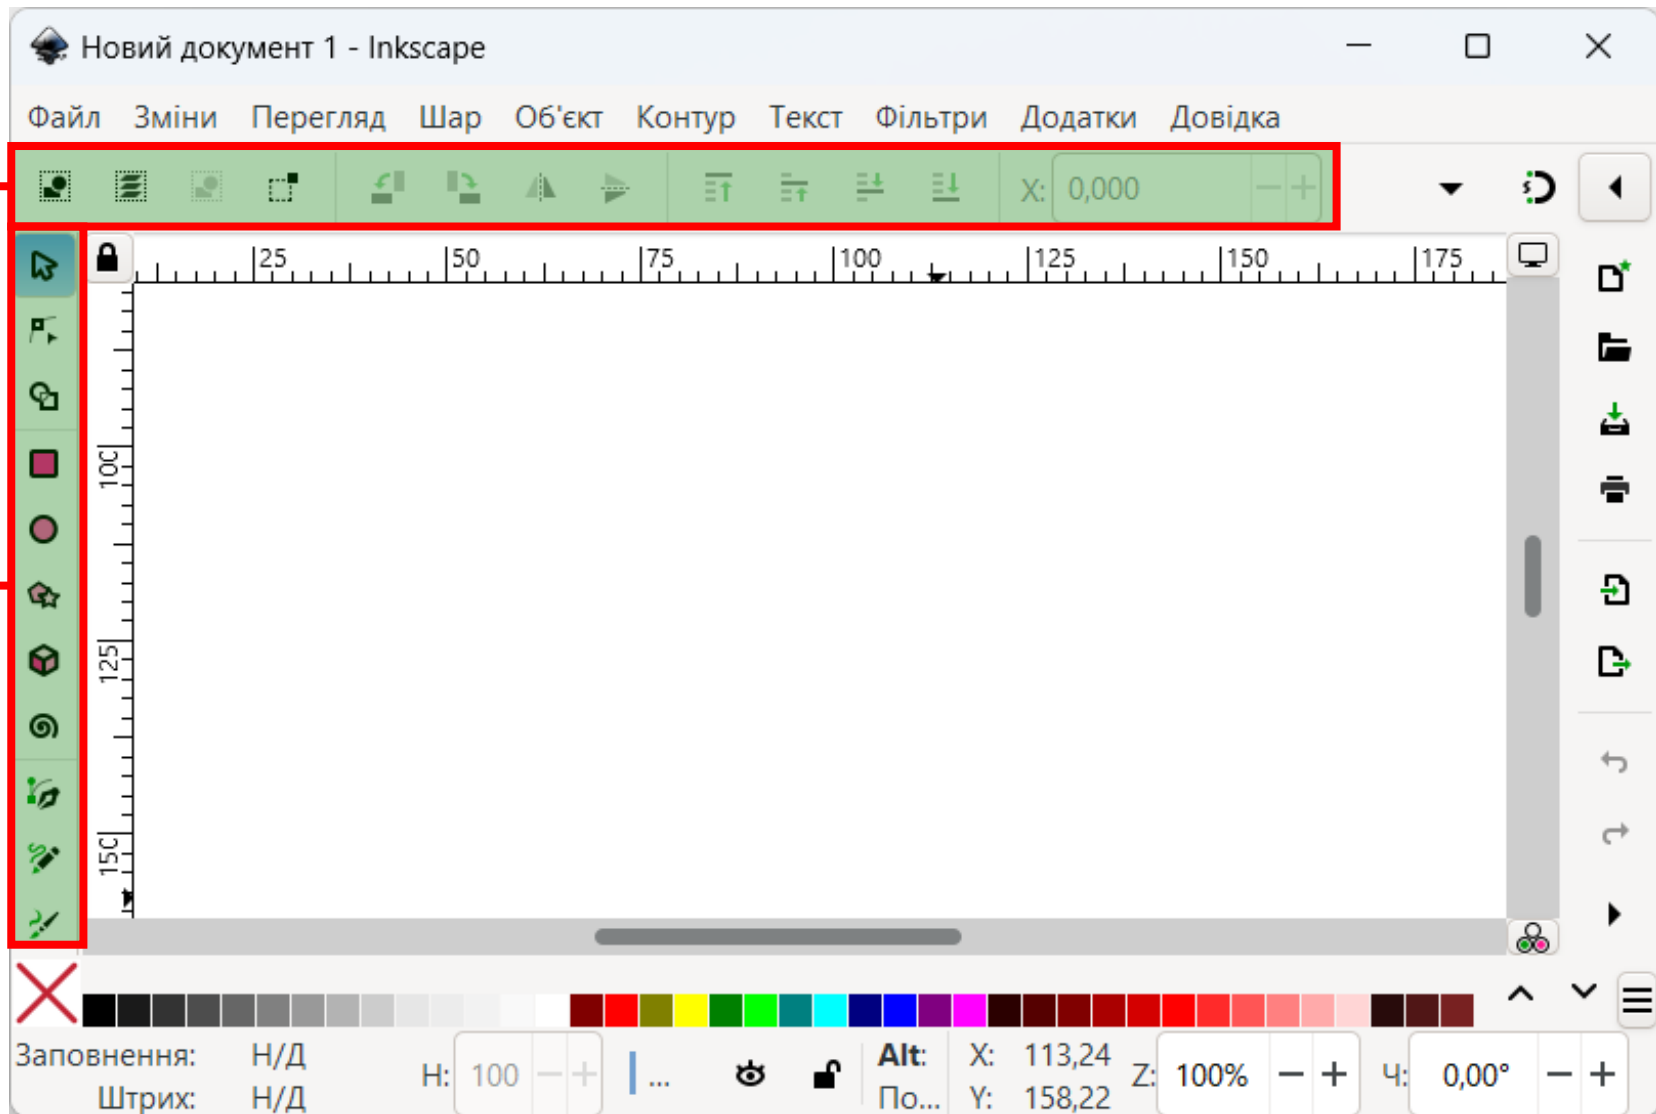 Новий документ 1 - Inkscape
Файл Зміни Перегляд Шар Об'єкт Контур Текст Фільтри Додатки Довідка
X: 0,000
25 50 75 100 125 150 175
100
125
150
Заповнення: Н/Д
Штрих: Н/Д
Н: 100
...
Alt: X: 113,24
По... Y: 158,22
Z: 100%
Ч: 0,00°